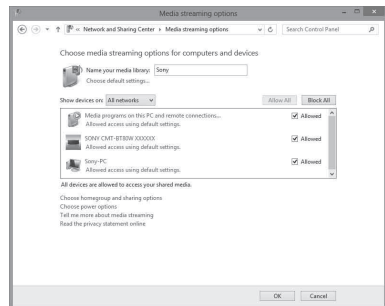 Media streaming options
« Network and Sharing Center ▸ Media streaming options
Search Control Panel
Choose media streaming options for computers and devices
Name your media library: Sony
Choose default settings...
Show devices on: All networks
Allow All Block All
Media programs on this PC and remote connections...
Allowed access using default settings.
Allowed
SONY CMT-BT80W XXXXXX
Allowed access using default settings.
Allowed
Sony-PC
Allowed access using default settings.
Allowed
All devices are allowed to access your shared media.
Choose homegroup and sharing options
Choose power options
Tell me more about media streaming
Read the privacy statement online
OK Cancel